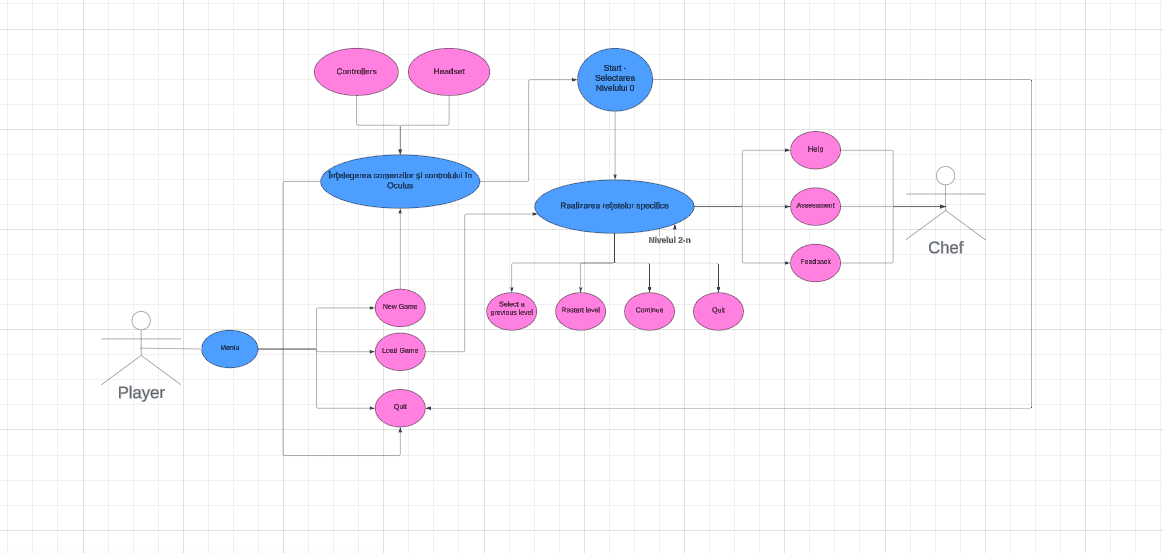 Controllers
Headset
Start -
Selectarea
Nivelului 0
Înțelegerea comenzilor și controlului în
Oculus
Help
Realizarea rețetelor specifice
Assessment
Nivelul 2-n
Chef
Feedback
New Game
Select a
previous level
Restart level
Continue
Quit
Meniu
Load Game
Player
Quit